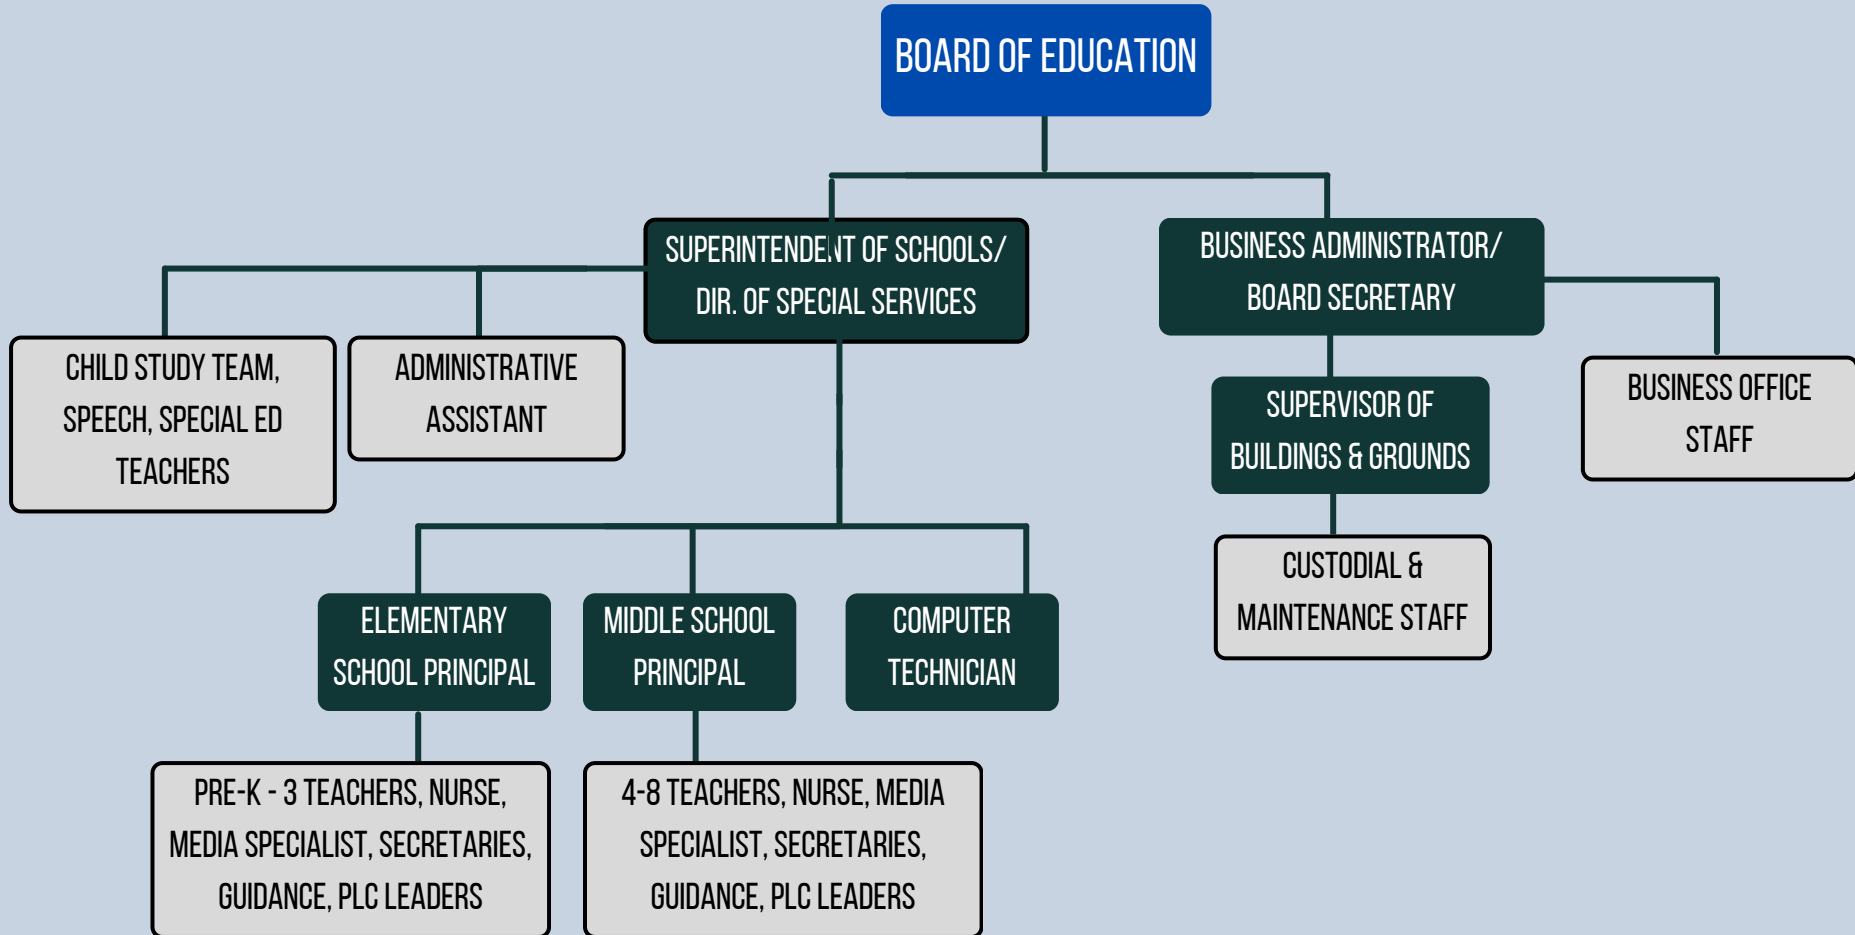 BOARD OF EDUCATION
SUPERINTENDENT OF SCHOOLS/
DIR. OF SPECIAL SERVICES
BUSINESS ADMINISTRATOR/
BOARD SECRETARY
CHILD STUDY TEAM,
SPEECH, SPECIAL ED
TEACHERS
ADMINISTRATIVE
ASSISTANT
SUPERVISOR OF
BUILDINGS & GROUNDS
BUSINESS OFFICE
STAFF
CUSTODIAL &
MAINTENANCE STAFF
ELEMENTARY
SCHOOL PRINCIPAL
MIDDLE SCHOOL
PRINCIPAL
COMPUTER
TECHNICIAN
PRE-K - 3 TEACHERS, NURSE,
MEDIA SPECIALIST, SECRETARIES,
GUIDANCE, PLC LEADERS
4-8 TEACHERS, NURSE, MEDIA
SPECIALIST, SECRETARIES,
GUIDANCE, PLC LEADERS